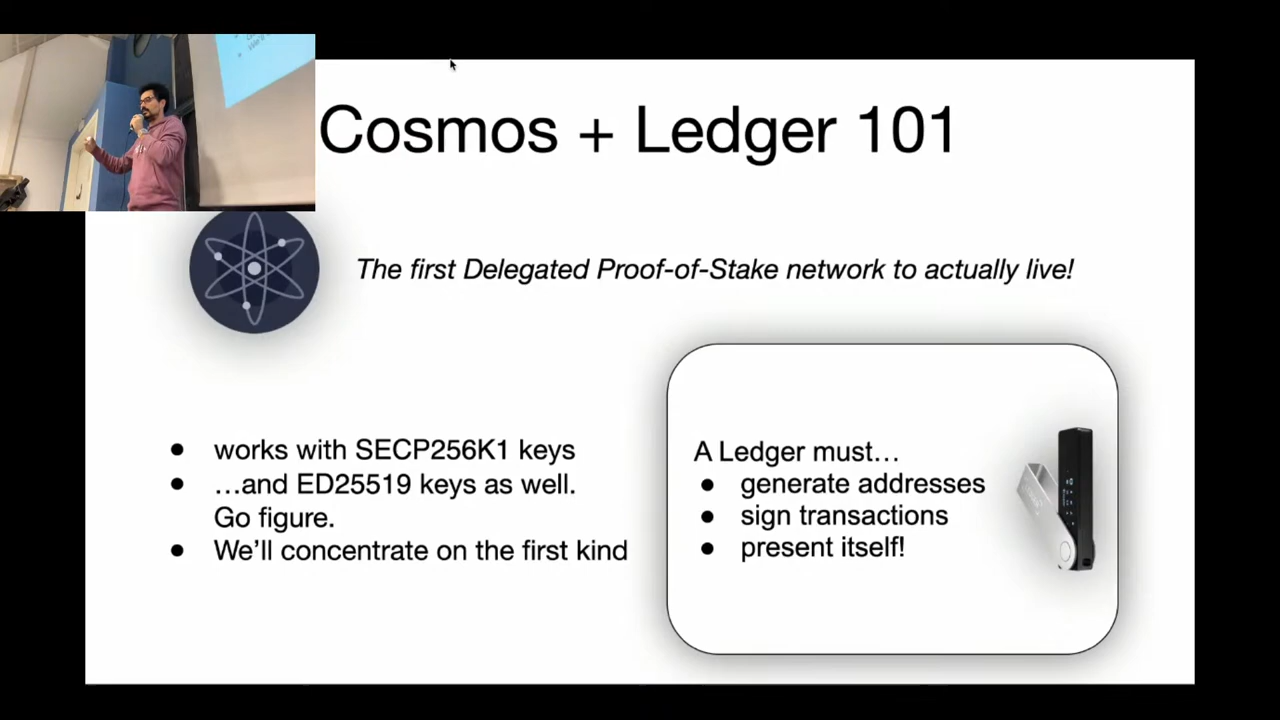 Cosmos + Ledger 101
The first Delegated Proof-of-Stake network to actually live!
● works with SECP256K1 keys
● …and ED25519 keys as well.
Go figure.
● We’ll concentrate on the first kind
A Ledger must…
● generate addresses
● sign transactions
● present itself!